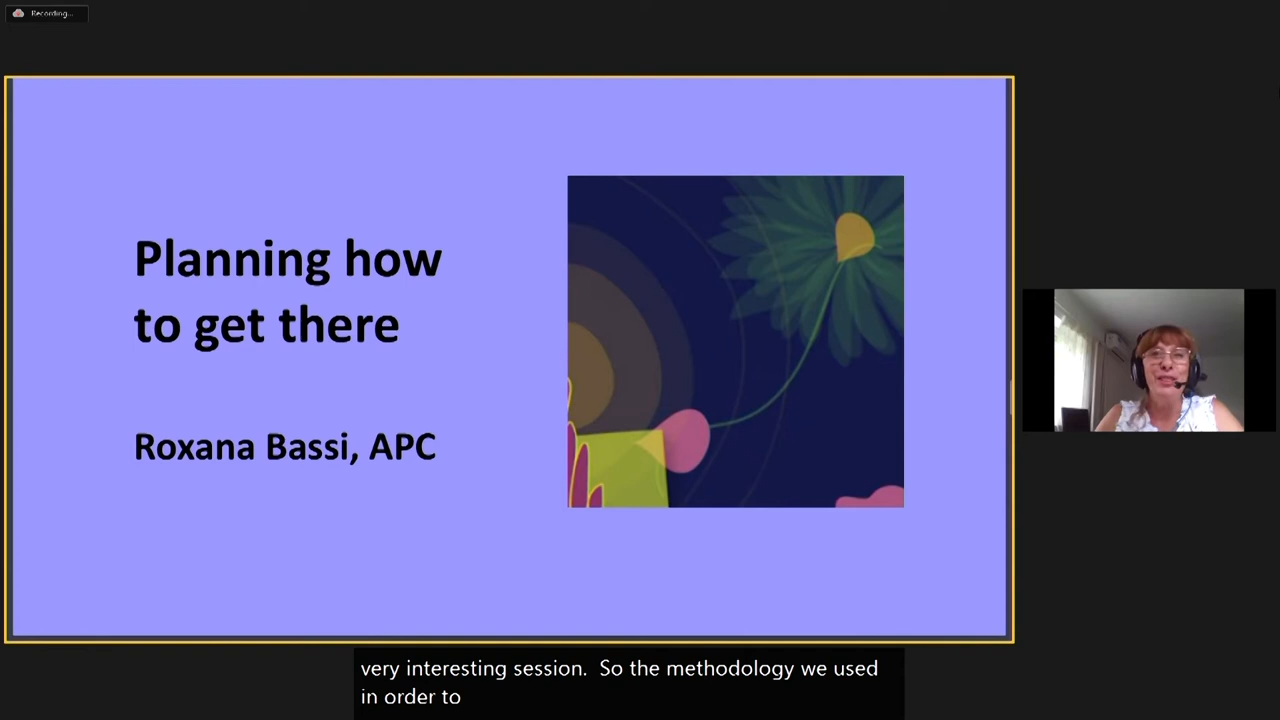 Recording...
Planning how
to get there
Roxana Bassi, APC
very interesting session.  So the methodology we used
in order to